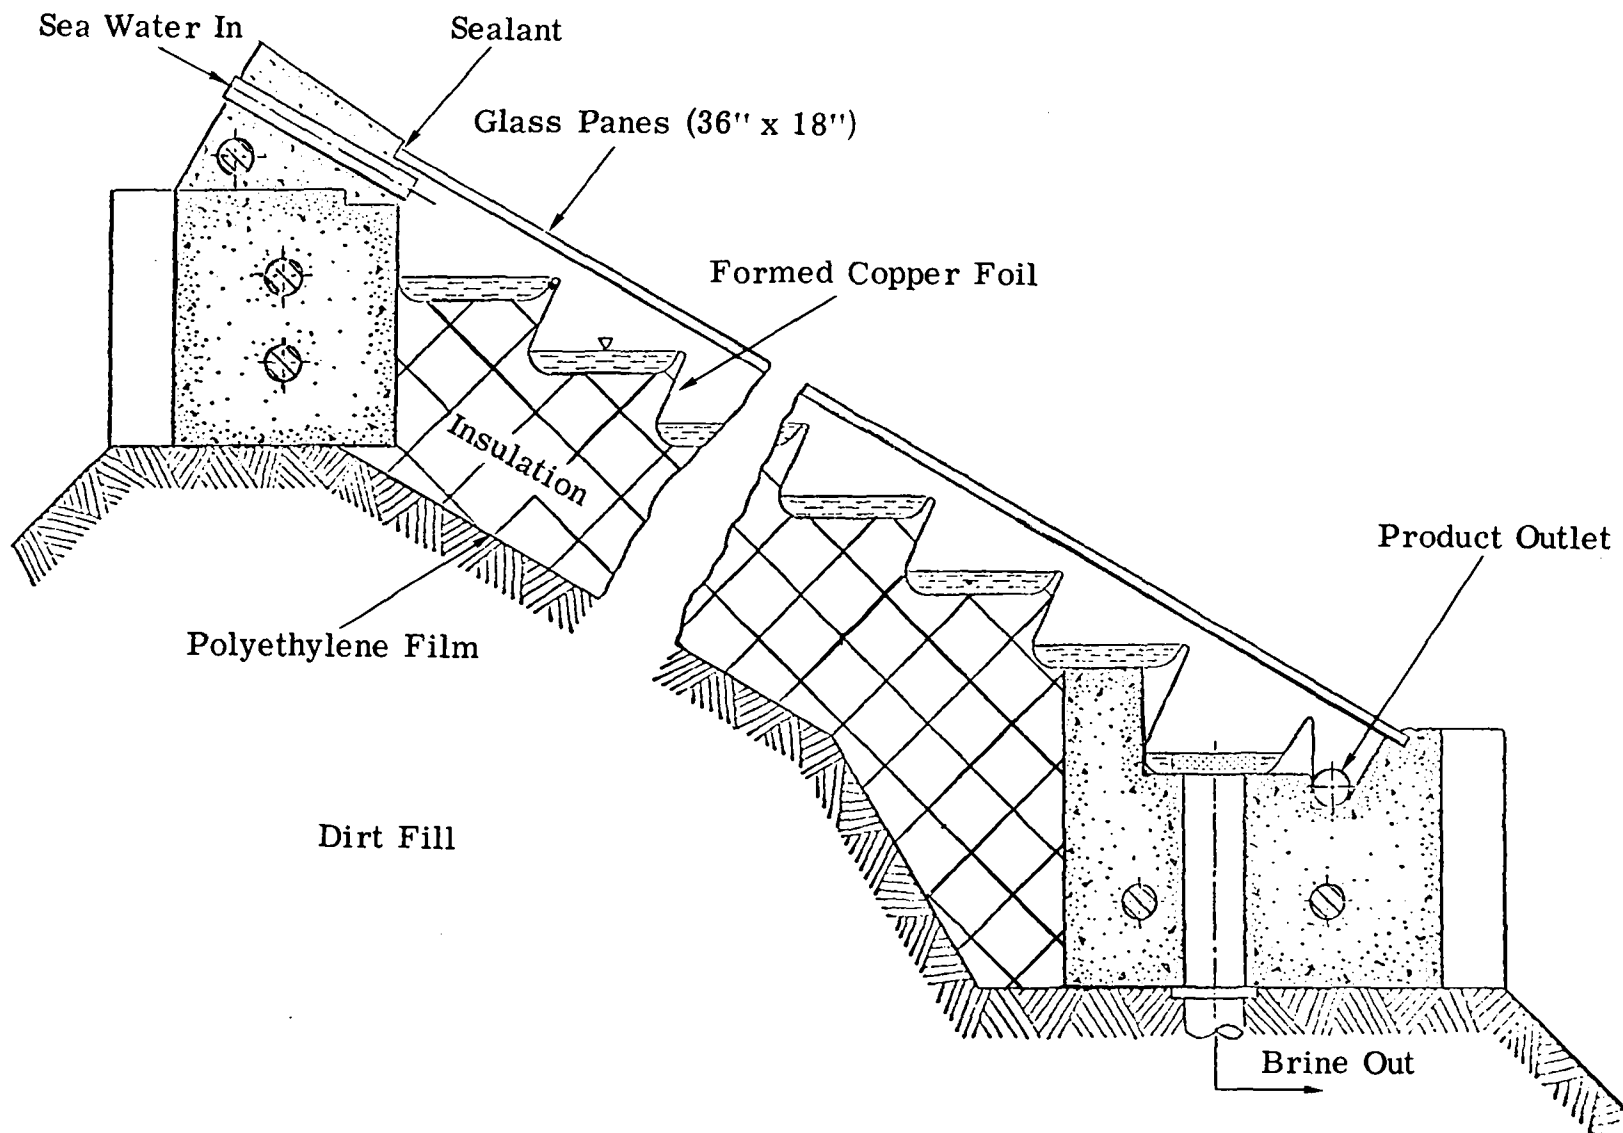 Sea Water In
Sealant
Glass Panes (36" x 18")
Formed Copper Foil
Insulation
Product Outlet
Polyethylene Film
Dirt Fill
Brine Out